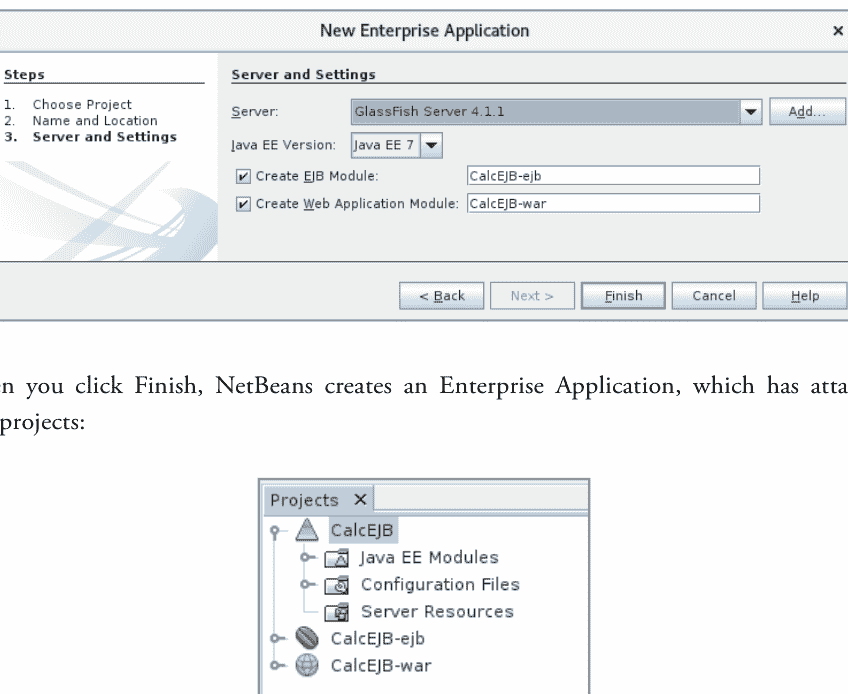 New Enterprise Application
Steps
1. Choose Project
2. Name and Location
3. Server and Settings
Server and Settings
Server: GlassFish Server 4.1.1 Add...
Java EE Version: Java EE 7
Create EJB Module: CalcEJB-ejb
Create Web Application Module: CalcEJB-war
< Back Next > Finish Cancel Help
en you click Finish, NetBeans creates an Enterprise Application, which has atta
projects:
Projects
CalcEJB
Java EE Modules
Configuration Files
Server Resources
CalcEJB-ejb
CalcEJB-war